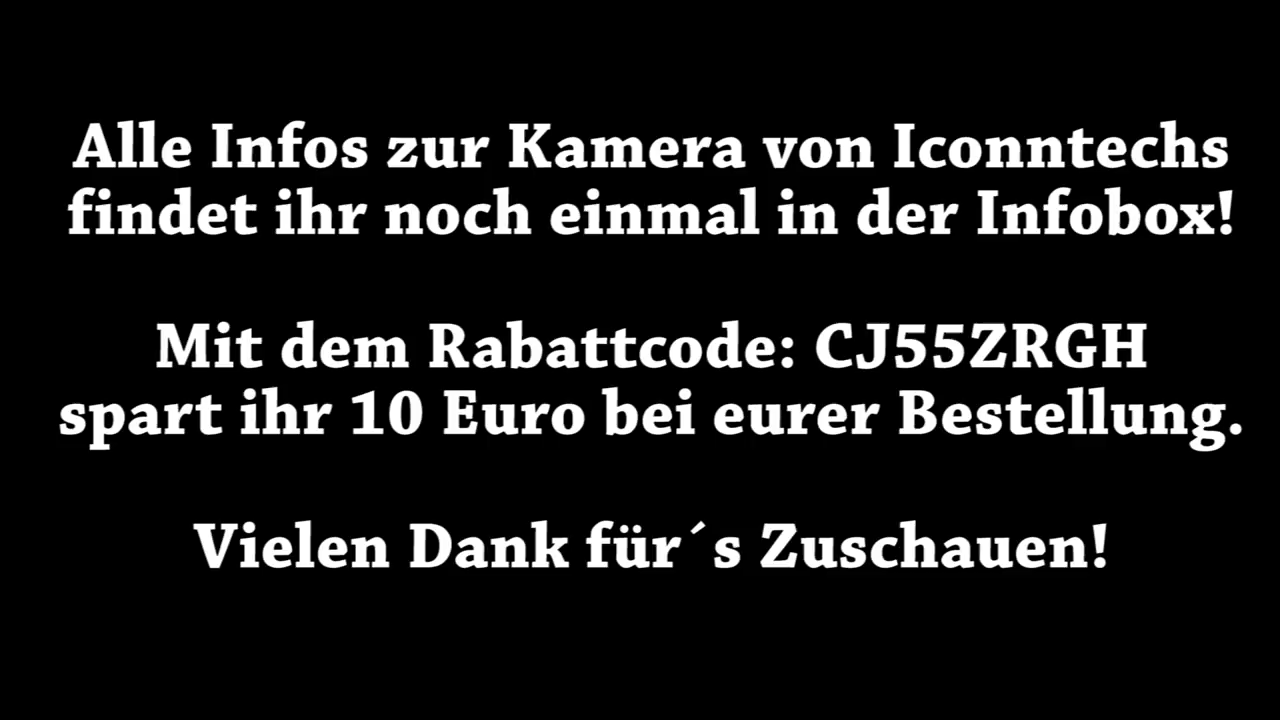 Alle Infos zur Kamera von Iconntechs
findet ihr noch einmal in der Infobox!
Mit dem Rabattcode: CJ55ZRGH
spart ihr 10 Euro bei eurer Bestellung.
Vielen Dank für´s Zuschauen!